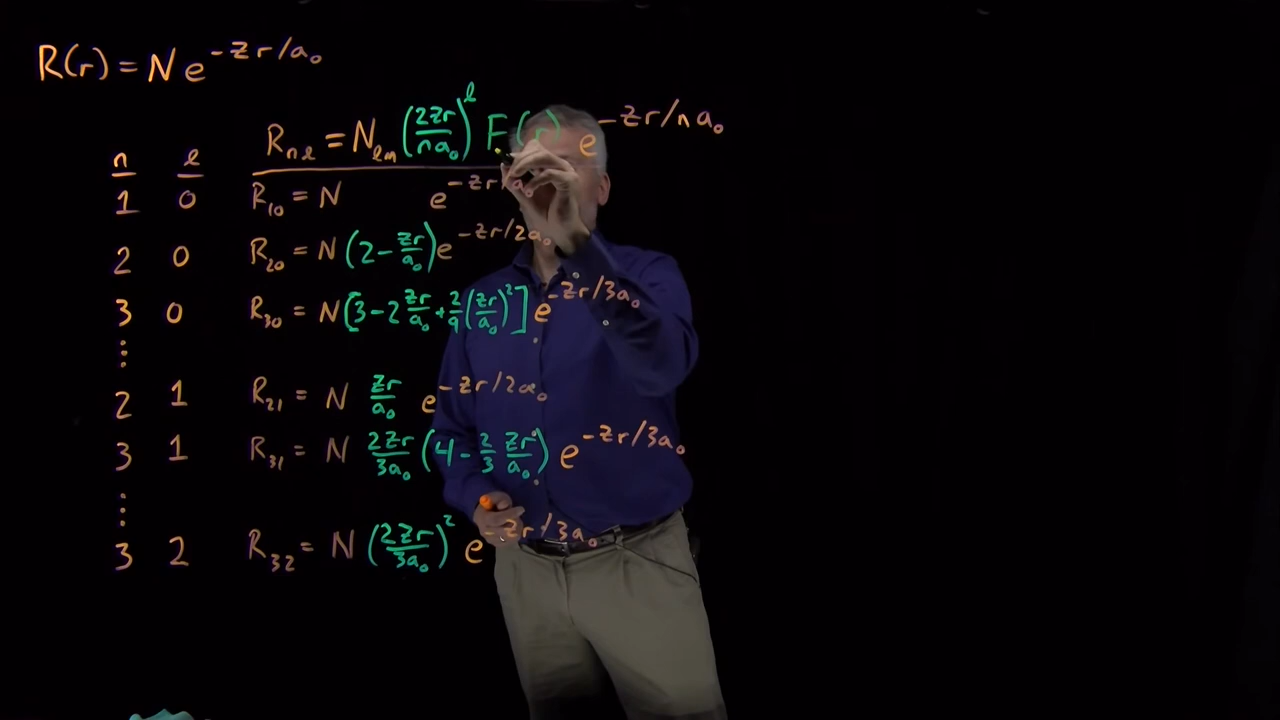 R(r) = N e^{-Zr/a₀}
R_{nl} = N_{lm} (2Zr/na₀)^l F(r) e^{-Zr/na₀}
n l
1 0 R₁₀ = N e^{-Zr/a₀}
2 0 R₂₀ = N (2 - Zr/a₀) e^{-Zr/2a₀}
3 0 R₃₀ = N [3 - 2 Zr/a₀ + 2/9 (Zr/a₀)²] e^{-Zr/3a₀}
⋮
2 1 R₂₁ = N Zr/a₀ e^{-Zr/2a₀}
3 1 R₃₁ = N 2Zr/3a₀ (4 - 2/3 Zr/a₀) e^{-Zr/3a₀}
⋮
3 2 R₃₂ = N (2Zr/3a₀)² e^{-Zr/3a₀}